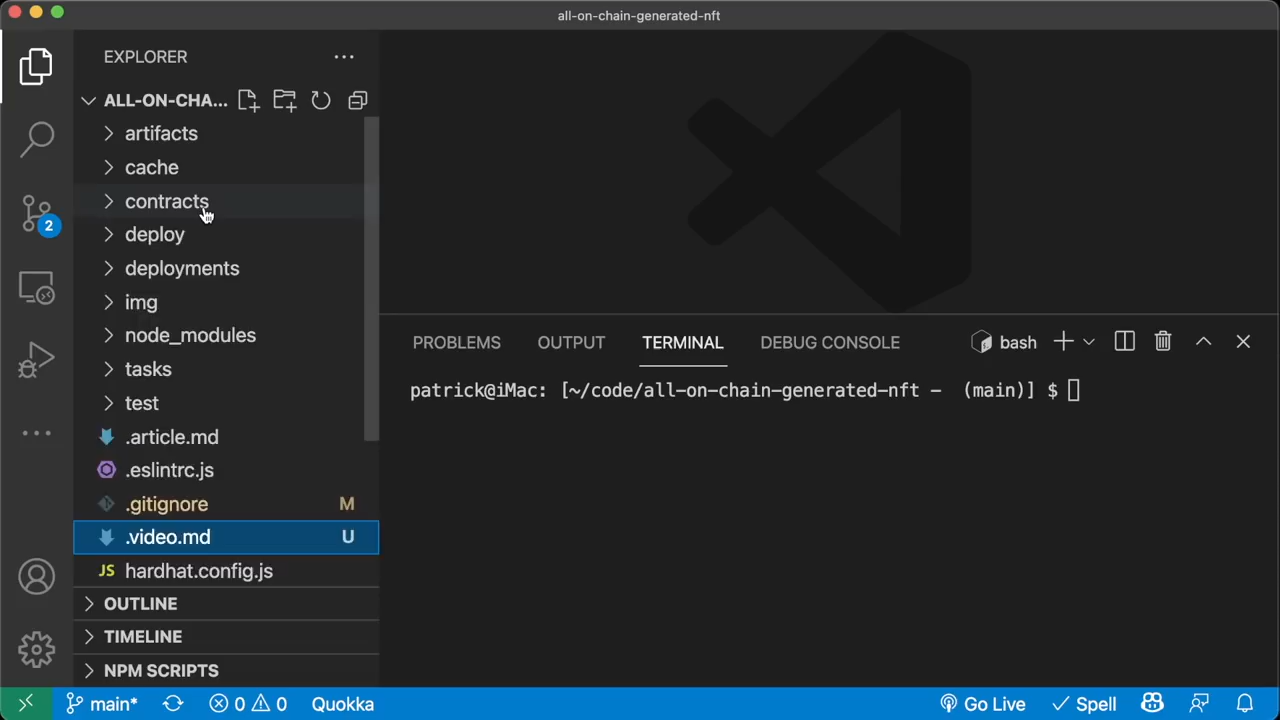 all-on-chain-generated-nft
EXPLORER
ALL-ON-CHA...
artifacts
cache
contracts
deploy
deployments
img
node_modules
tasks
test
.article.md
.eslintrc.js
.gitignore M
.video.md U
JS hardhat.config.js
OUTLINE
TIMELINE
NPM SCRIPTS
2
PROBLEMS OUTPUT TERMINAL DEBUG CONSOLE bash
patrick@iMac: [~/code/all-on-chain-generated-nft - (main)] $
main* 0 0 Quokka Go Live Spell